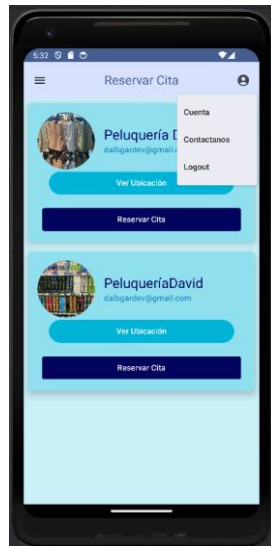 5:32
Reservar Cita
Cuenta
Contactanos
Logout
Peluquería
dalbgardev@gmail
Ver Ubicación
Reservar Cita
PeluqueríaDavid
dalbgardev@gmail.com
Ver Ubicación
Reservar Cita